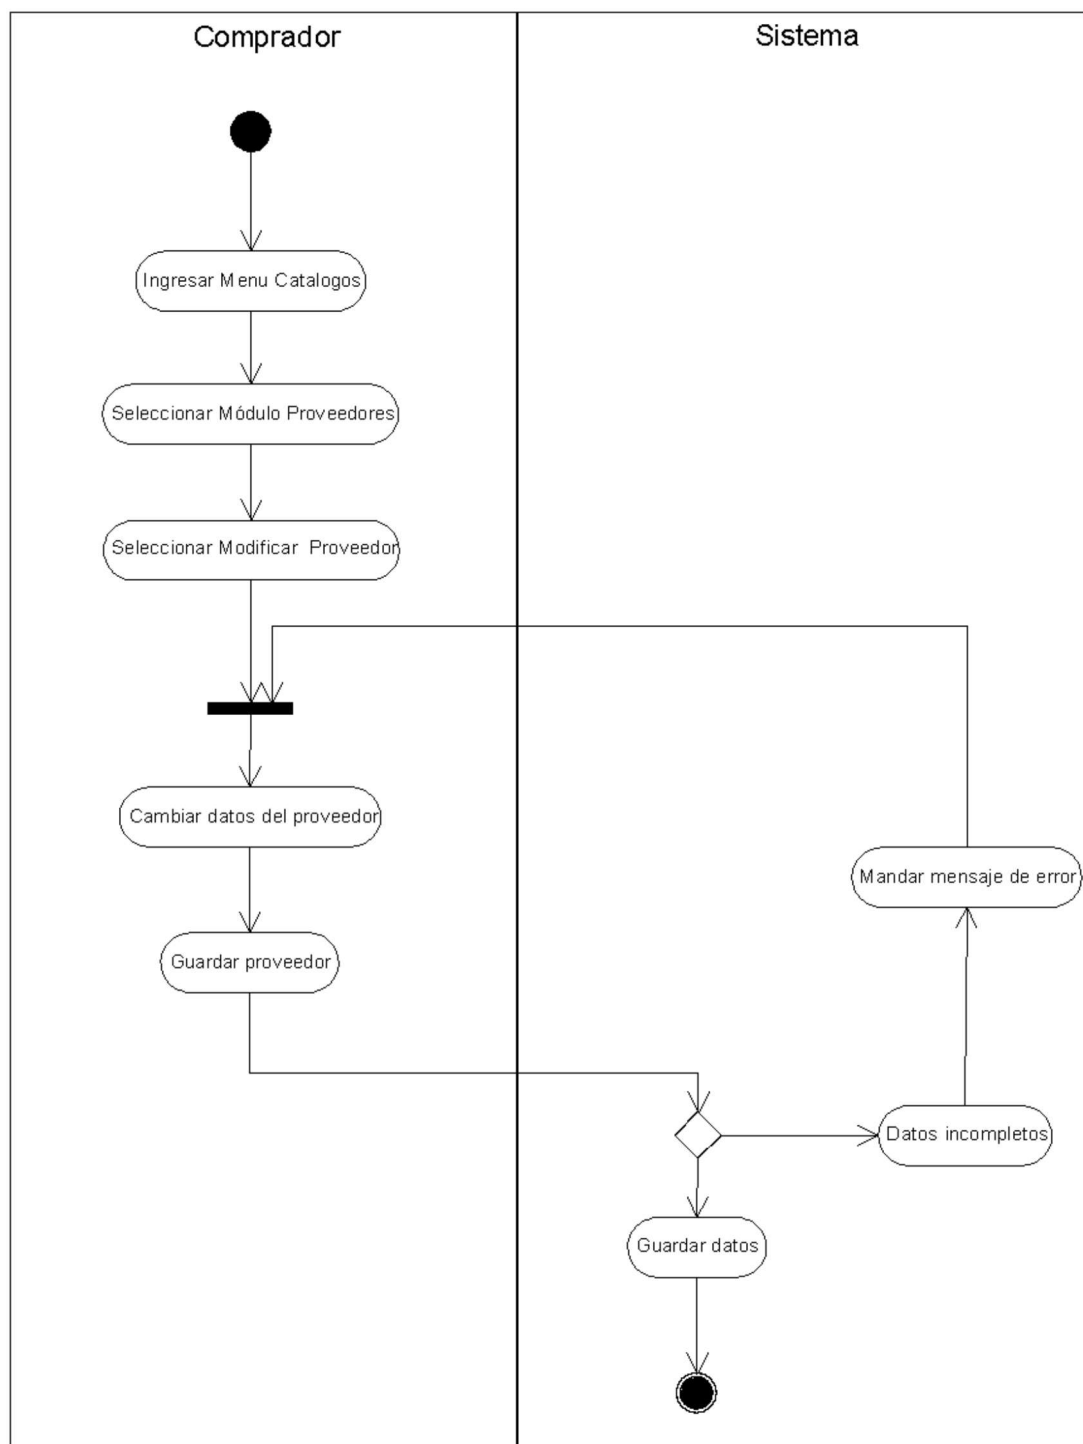 Comprador
Sistema
Ingresar Menu Catalogos
Seleccionar Módulo Proveedores
Seleccionar Modificar  Proveedor
Cambiar datos del proveedor
Mandar mensaje de error
Guardar proveedor
Datos incompletos
Guardar datos